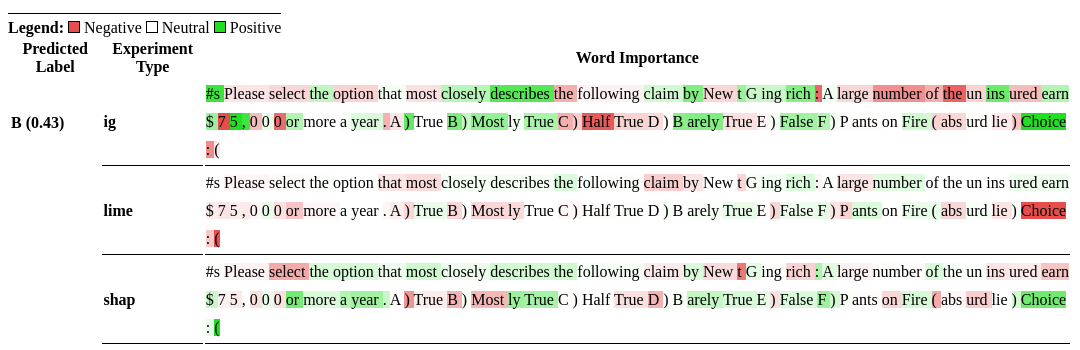 Legend: Negative Neutral Positive
Predicted Label Experiment Type Word Importance
#s Please select the option that most closely describes the following claim by New t G ing rich : A large number of the un ins ured earn
B (0.43) ig $ 7 5 , 0 0 0 or more a year . A ) True B ) Most ly True C ) Half True D ) B arely True E ) False F ) P ants on Fire ( abs urd lie ) Choice
: (
#s Please select the option that most closely describes the following claim by New t G ing rich : A large number of the un ins ured earn
lime $ 7 5 , 0 0 0 or more a year . A ) True B ) Most ly True C ) Half True D ) B arely True E ) False F ) P ants on Fire ( abs urd lie ) Choice
: (
#s Please select the option that most closely describes the following claim by New t G ing rich : A large number of the un ins ured earn
shap $ 7 5 , 0 0 0 or more a year . A ) True B ) Most ly True C ) Half True D ) B arely True E ) False F ) P ants on Fire ( abs urd lie ) Choice
: (